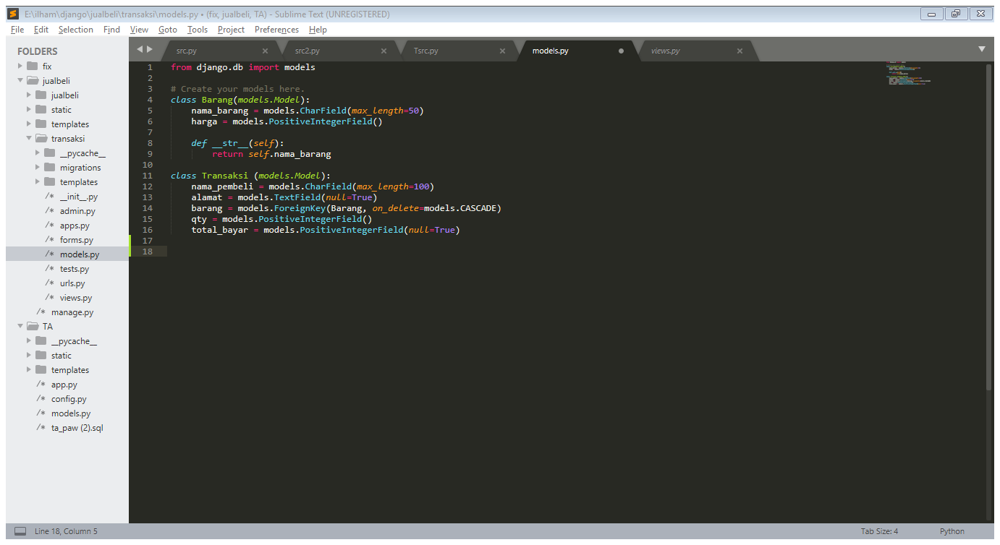 E:\ilham\django\jualbeli\transaksi\models.py • (fix, jualbeli, TA) - Sublime Text (UNREGISTERED)
File Edit Selection Find View Goto Tools Project Preferences Help
FOLDERS
fix
jualbeli
jualbeli
static
templates
transaksi
__pycache__
migrations
templates
/* __init__.py
/* admin.py
/* apps.py
/* forms.py
/* models.py
/* tests.py
/* urls.py
/* views.py
/* manage.py
TA
__pycache__
static
templates
/* app.py
/* config.py
/* models.py
/* ta_paw (2).sql
src.py src2.py Tsrc.py models.py views.py
1 from django.db import models
2
3 # Create your models here.
4 class Barang(models.Model):
5     nama_barang = models.CharField(max_length=50)
6     harga = models.PositiveIntegerField()
7
8     def __str__(self):
9         return self.nama_barang
10
11 class Transaksi (models.Model):
12     nama_pembeli = models.CharField(max_length=100)
13     alamat = models.TextField(null=True)
14     barang = models.ForeignKey(Barang, on_delete=models.CASCADE)
15     qty = models.PositiveIntegerField()
16     total_bayar = models.PositiveIntegerField(null=True)
17
18
Line 18, Column 5 Tab Size: 4 Python